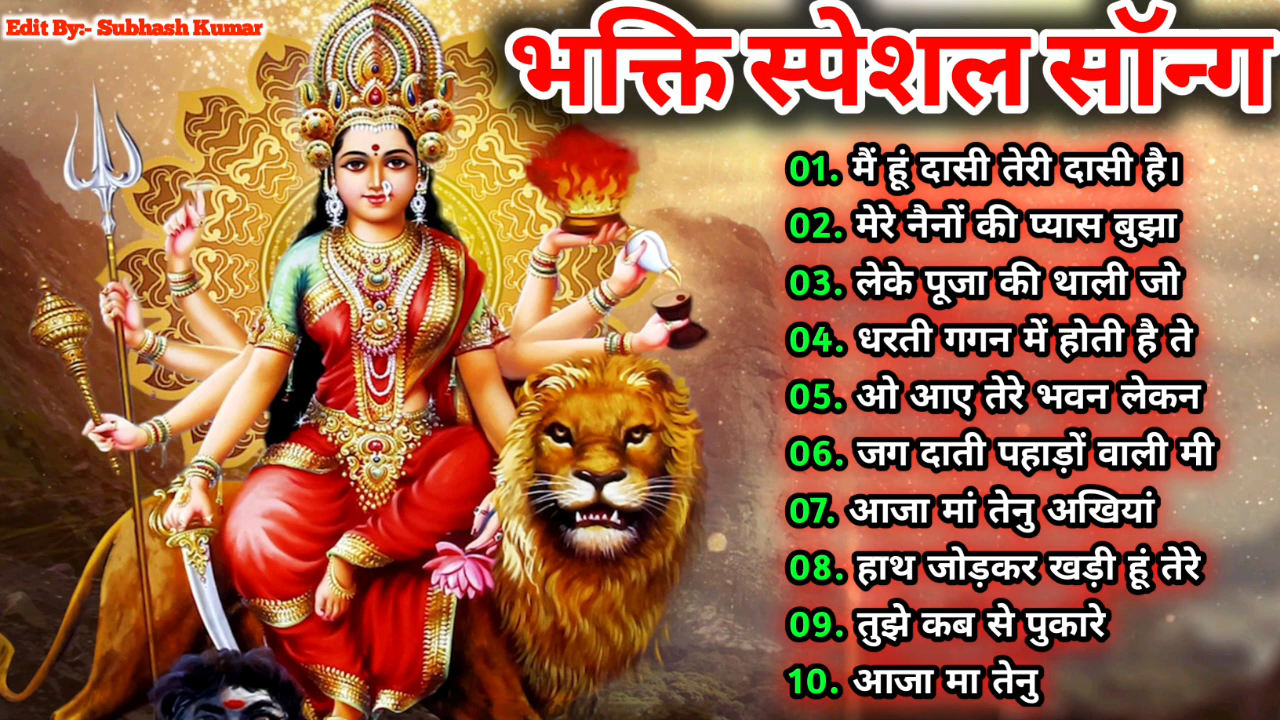 Edit By:- Subhash Kumar
भक्ति स्पेशल सॉन्ग
01. मैं हूं दासी तेरी दासी है।
02. मेरे नैनों की प्यास बुझा
03. लेके पूजा की थाली जो
04. धरती गगन में होती है ते
05. ओ आए तेरे भवन लेकन
06. जग दाती पहाड़ों वाली मी
07. आजा मां तेनु अखियां
08. हाथ जोड़कर खड़ी हूं तेरे
09. तुझे कब से पुकारे
10. आजा मा तेनु